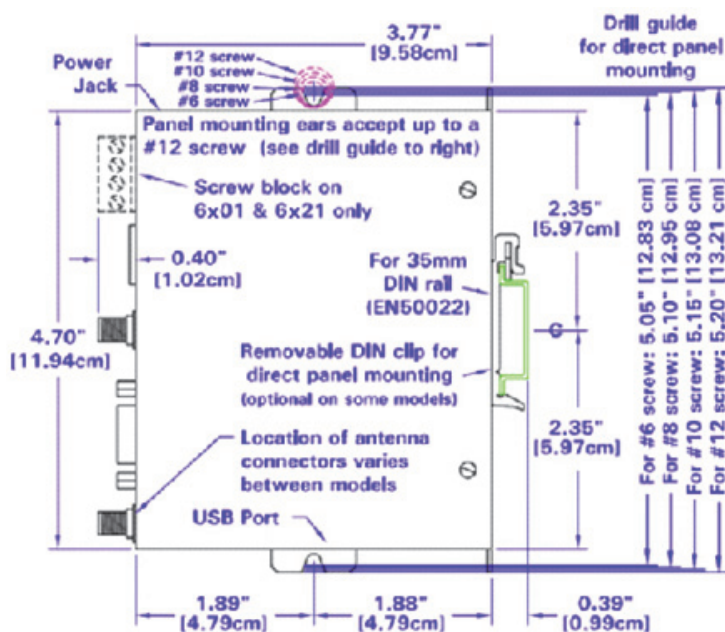 3.77"
[9.58cm]
Drill guide
for direct panel
mounting
#12 screw
#10 screw
#8 screw
#6 screw
Power
Jack
Panel mounting ears accept up to a
#12 screw (see drill guide to right)
Screw block on
6x01 & 6x21 only
2.35"
[5.97cm]
0.40"
[1.02cm]
For 35mm
DIN rail
(EN50022)
4.70"
[11.94cm]
Removable DIN clip for
direct panel mounting
(optional on some models)
2.35"
[5.97cm]
Location of antenna
connectors varies
between models
USB Port
For #6 screw: 5.05" [12.83 cm]
For #8 screw: 5.10" [12.95 cm]
For #10 screw: 5.15" [13.08 cm]
For #12 screw: 5.20" [13.21 cm]
1.89"
[4.79cm]
1.88"
[4.79cm]
0.39"
[0.99cm]